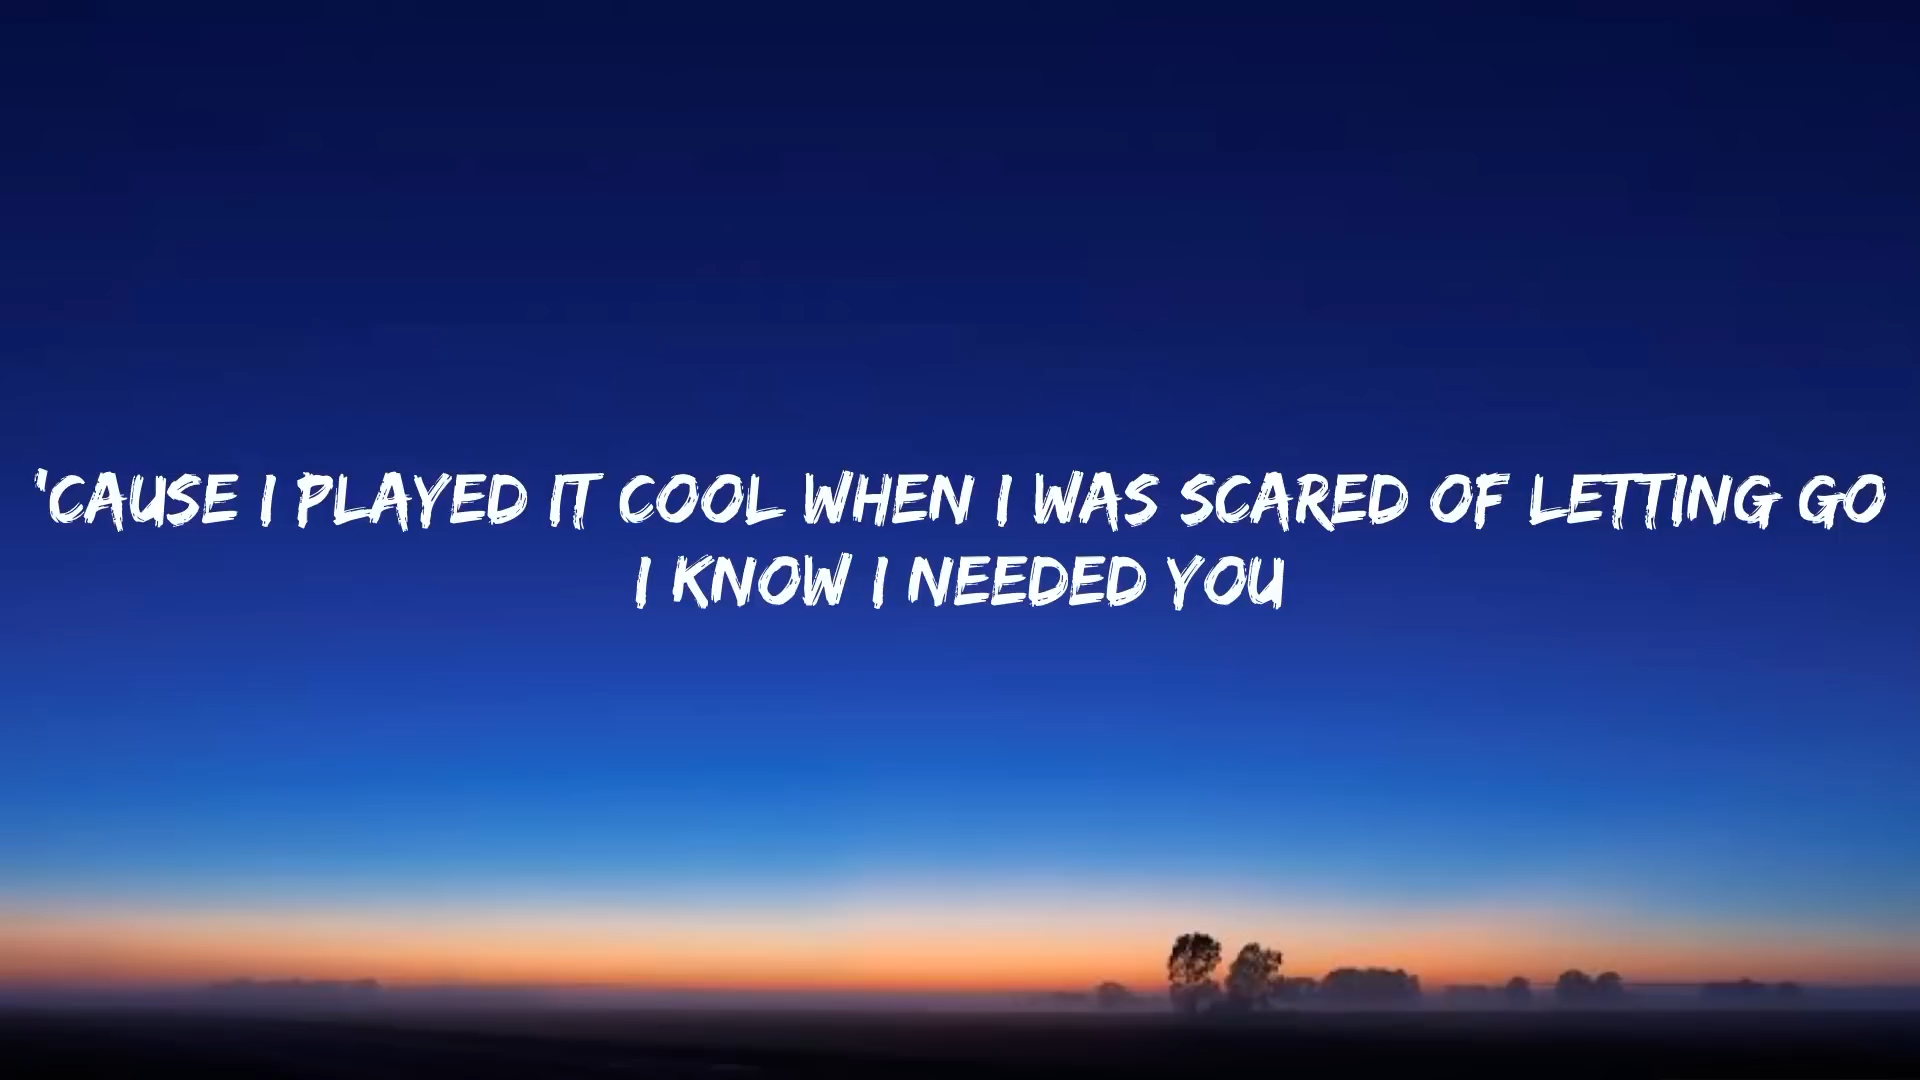 'CAUSE I PLAYED IT COOL WHEN I WAS SCARED OF LETTING GO
I KNOW I NEEDED YOU